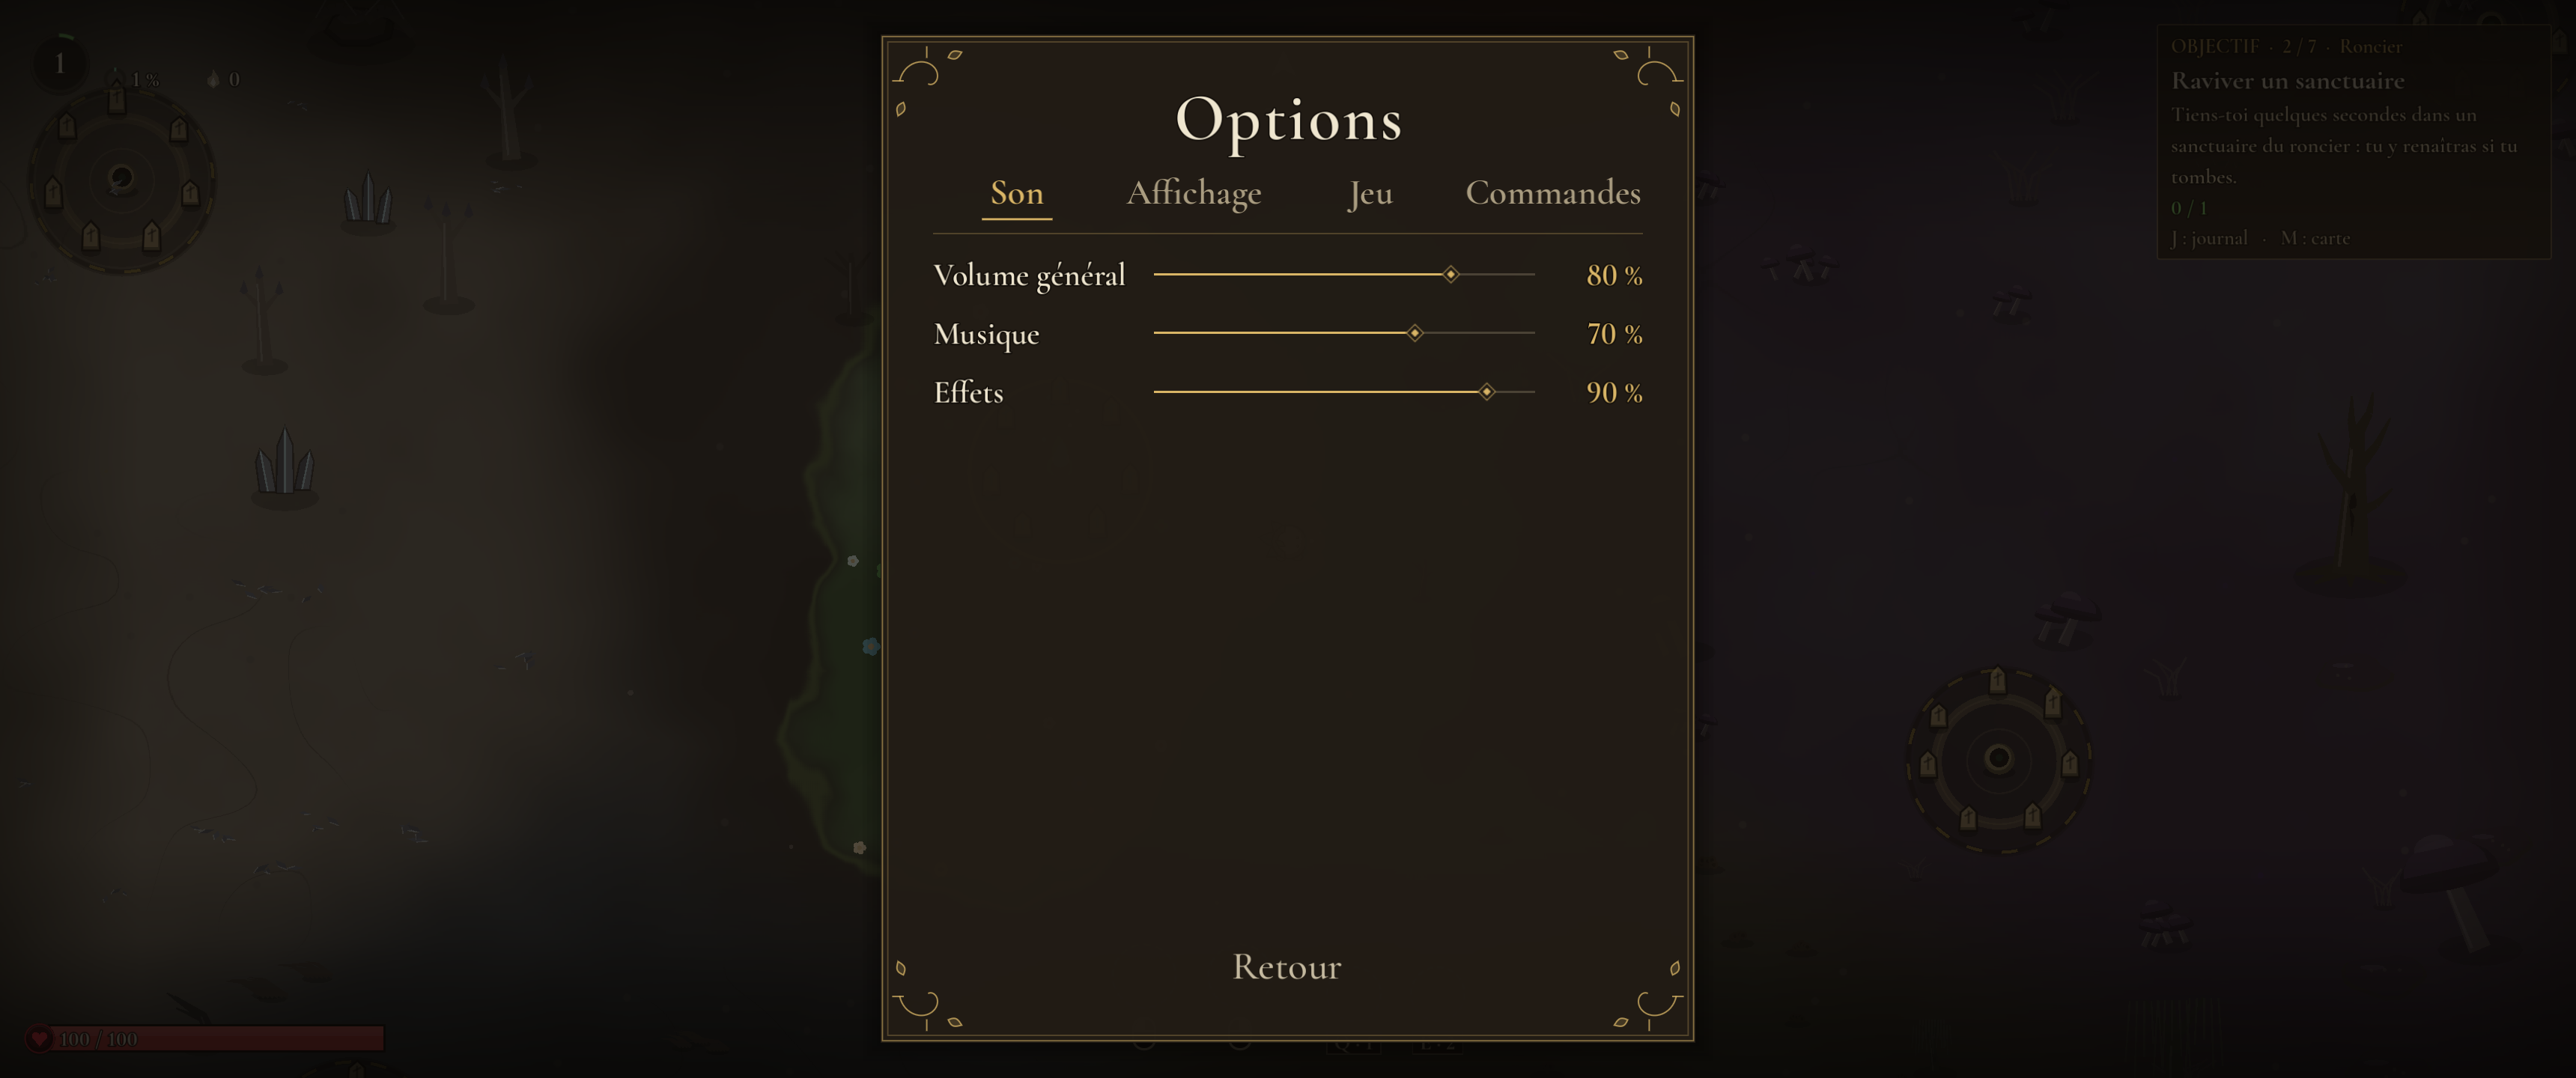 1
1 %
0
OBJECTIF · 2 / 7 · Roncier
Raviver un sanctuaire
Tiens-toi quelques secondes dans un
sanctuaire du roncier : tu y renaitras si tu
tombes.
0 / 1
J : journal · M : carte
Options
Son Affichage Jeu Commandes
Volume général 80 %
Musique 70 %
Effets 90 %
Retour
100 / 100